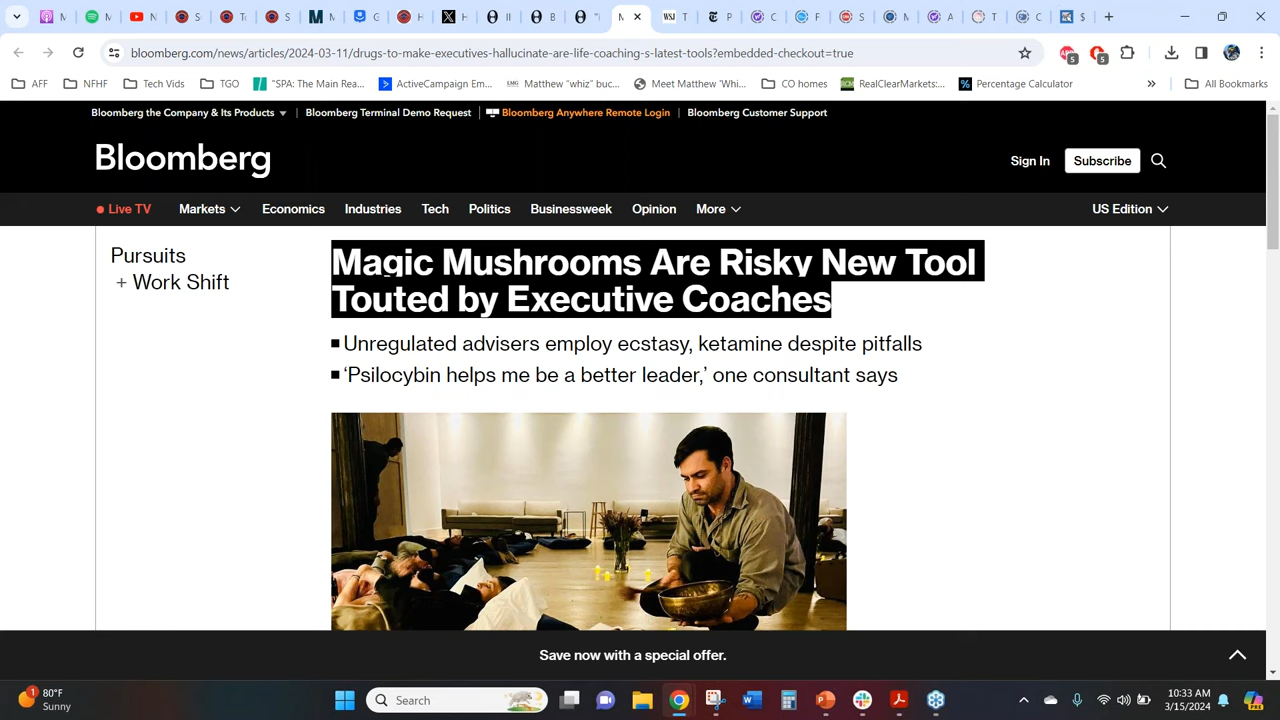 bloomberg.com/news/articles/2024-03-11/drugs-to-make-executives-hallucinate-are-life-coaching-s-latest-tools?embedded-checkout=true
AFF NFHF Tech Vids TGO "SPA: The Main Rea... ActiveCampaign Em... Matthew "whiz" buc... Meet Matthew 'Whi... CO homes RealClearMarkets:... Percentage Calculator » All Bookmarks
Bloomberg the Company & Its Products Bloomberg Terminal Demo Request Bloomberg Anywhere Remote Login Bloomberg Customer Support
Bloomberg
Sign In Subscribe
Live TV Markets Economics Industries Tech Politics Businessweek Opinion More US Edition
Pursuits
+ Work Shift
Magic Mushrooms Are Risky New Tool
Touted by Executive Coaches
Unregulated advisers employ ecstasy, ketamine despite pitfalls
‘Psilocybin helps me be a better leader,’ one consultant says
Save now with a special offer.
80°F
Sunny
Search
10:33 AM
3/15/2024